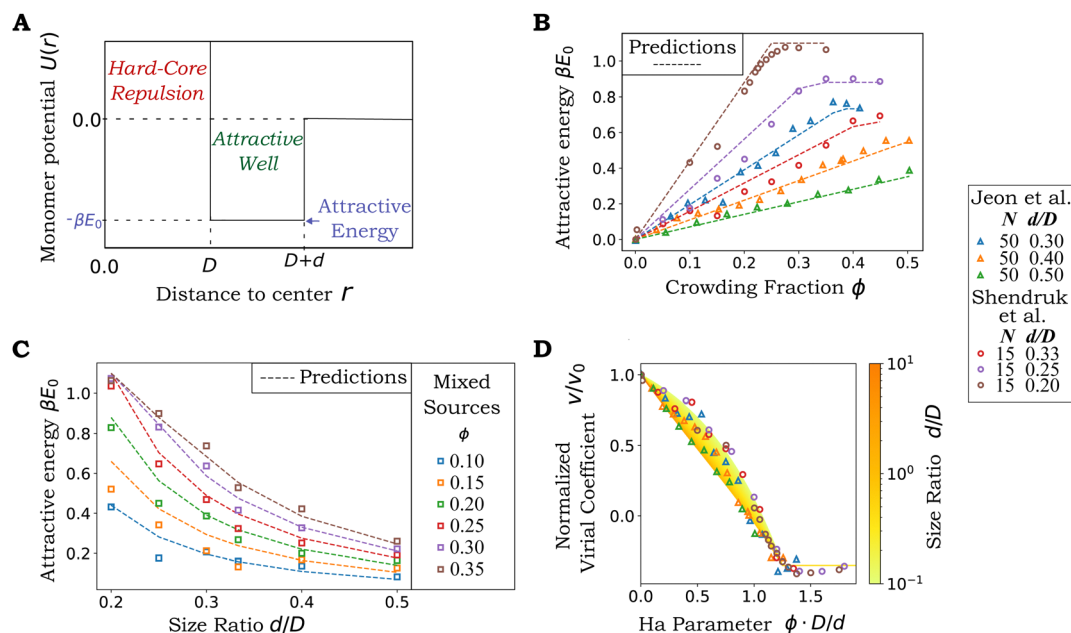 A
Monomer potential U(r)
Hard-Core
Repulsion
0.0
Attractive
Well
-βE₀
Attractive
Energy
0.0
D
D+d
Distance to center r
B
Attractive energy βE₀
Predictions
1.0
0.8
0.6
0.4
0.2
0.0
0.0 0.1 0.2 0.3 0.4 0.5
Crowding Fraction ϕ
Jeon et al.
N d/D
50 0.30
50 0.40
50 0.50
Shendruk
et al.
N d/D
15 0.33
15 0.25
15 0.20
C
Attractive energy βE₀
Predictions
1.0
0.8
0.6
0.4
0.2
0.2 0.3 0.4 0.5
Size Ratio d/D
Mixed
Sources
ϕ
0.10
0.15
0.20
0.25
0.30
0.35
D
Normalized
Virial Coefficient v/v₀
1.0
0.5
0.0
0.0 0.5 1.0 1.5
Ha Parameter ϕ · D/d
10¹
10⁰
10⁻¹
Size Ratio d/D